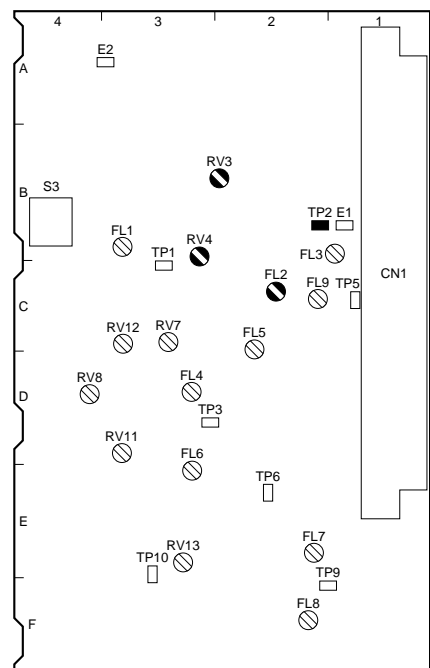 4 3 2 1
E2
A
RV3
B
S3
TP2 E1
FL1
RV4
FL3
TP1
CN1
FL2
FL9
TP5
C
RV12
RV7
FL5
RV8
FL4
D
TP3
RV11
FL6
TP6
E
FL7
RV13
TP10
TP9
FL8
F